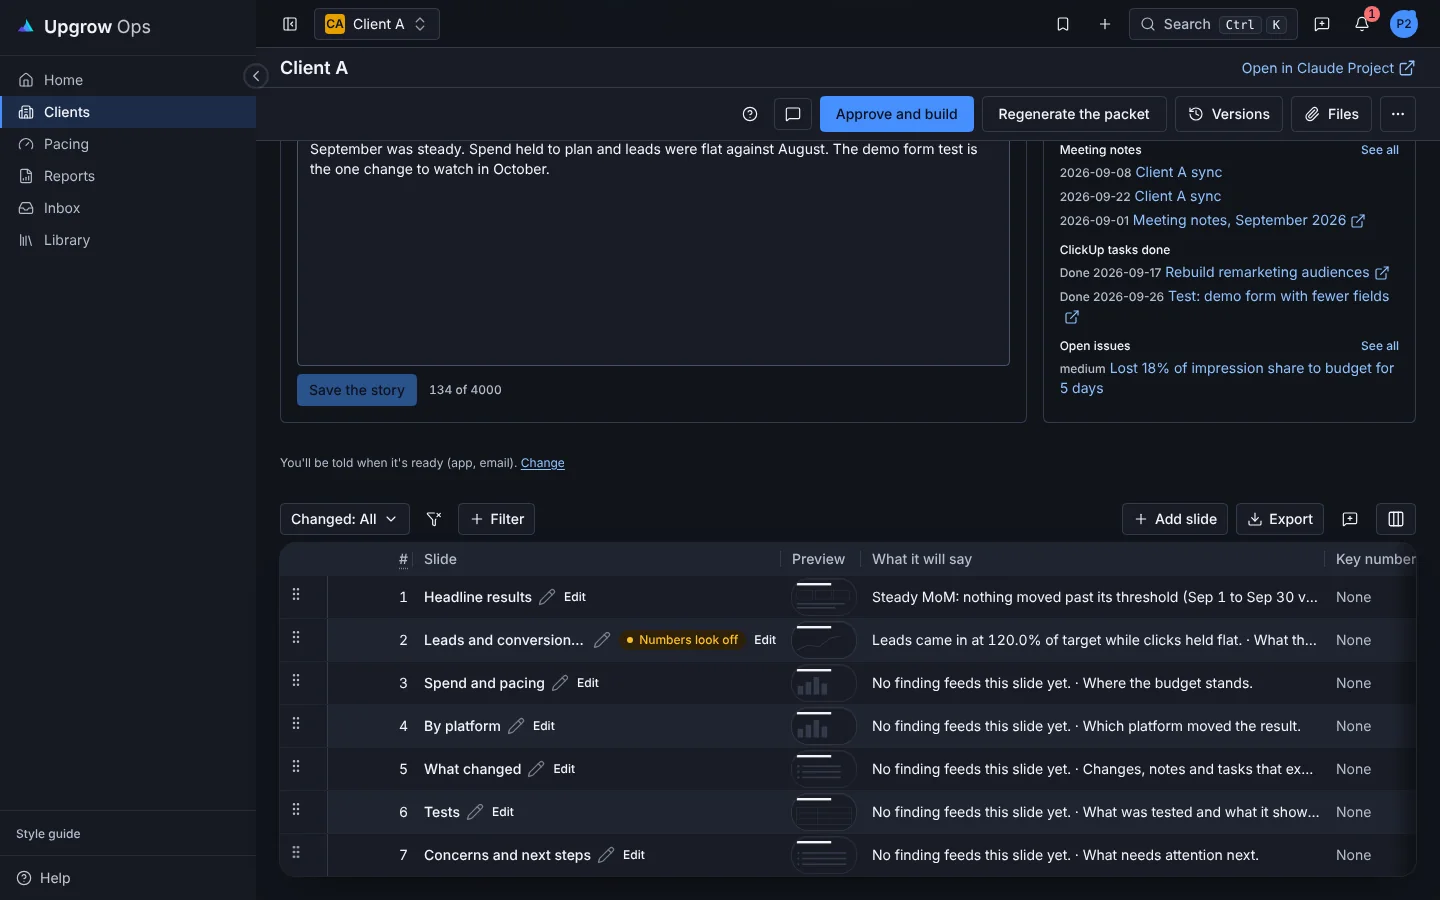 Upgrow Ops
CA Client A
Search Ctrl K
1
P2
Home
Clients
Pacing
Reports
Inbox
Library
Style guide
Help
Client A
Open in Claude Project
Approve and build
Regenerate the packet
Versions
Files
September was steady. Spend held to plan and leads were flat against August. The demo form test is
the one change to watch in October.
Save the story
134 of 4000
Meeting notes
See all
2026-09-08 Client A sync
2026-09-22 Client A sync
2026-09-01 Meeting notes, September 2026
ClickUp tasks done
Done 2026-09-17 Rebuild remarketing audiences
Done 2026-09-26 Test: demo form with fewer fields
Open issues
See all
medium Lost 18% of impression share to budget for
5 days
You'll be told when it's ready (app, email). Change
Changed: All
Filter
Add slide
Export
# Slide Preview What it will say Key number
1 Headline results Edit Steady MoM: nothing moved past its threshold (Sep 1 to Sep 30 v... None
2 Leads and conversion... Numbers look off Edit Leads came in at 120.0% of target while clicks held flat. · What th... None
3 Spend and pacing Edit No finding feeds this slide yet. · Where the budget stands. None
4 By platform Edit No finding feeds this slide yet. · Which platform moved the result. None
5 What changed Edit No finding feeds this slide yet. · Changes, notes and tasks that ex... None
6 Tests Edit No finding feeds this slide yet. · What was tested and what it show... None
7 Concerns and next steps Edit No finding feeds this slide yet. · What needs attention next. None